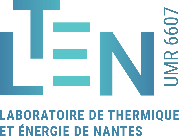 LTEN
UMR 6607
LABORATOIRE DE THERMIQUE
ET ÉNERGIE DE NANTES